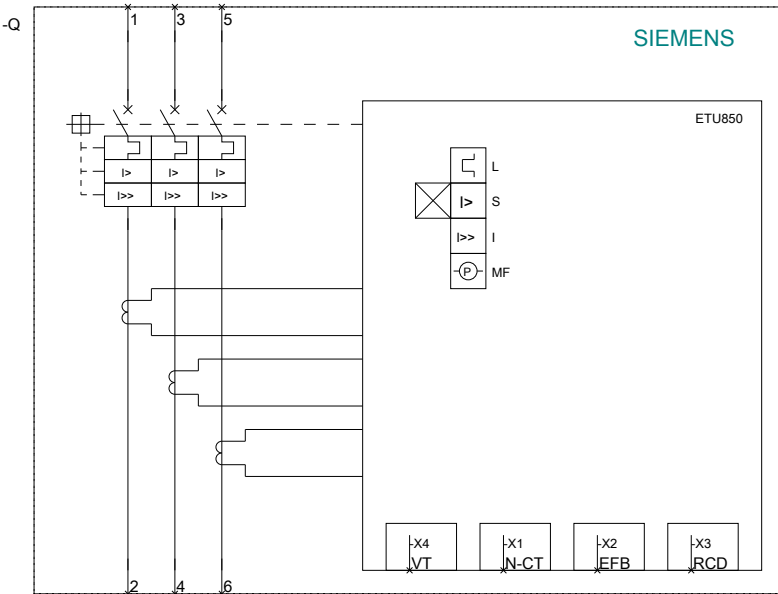 -Q
1 3 5
SIEMENS
ETU850
L
I> I> I>
I> S
I>> I>> I>>
I>> I
P MF
-X4 -X1 -X2 -X3
VT N-CT EFB RCD
2 4 6